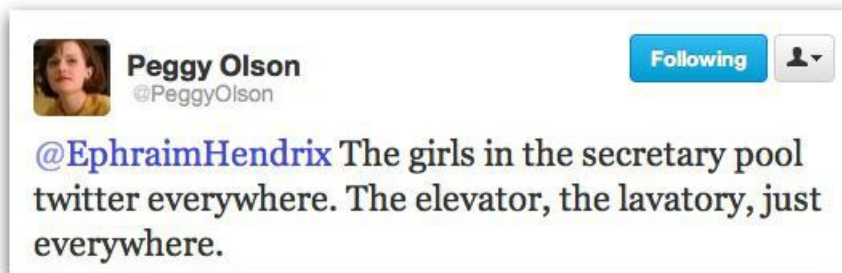 Peggy Olson
Following
@PeggyOlson
@EphraimHendrix The girls in the secretary pool
twitter everywhere. The elevator, the lavatory, just
everywhere.